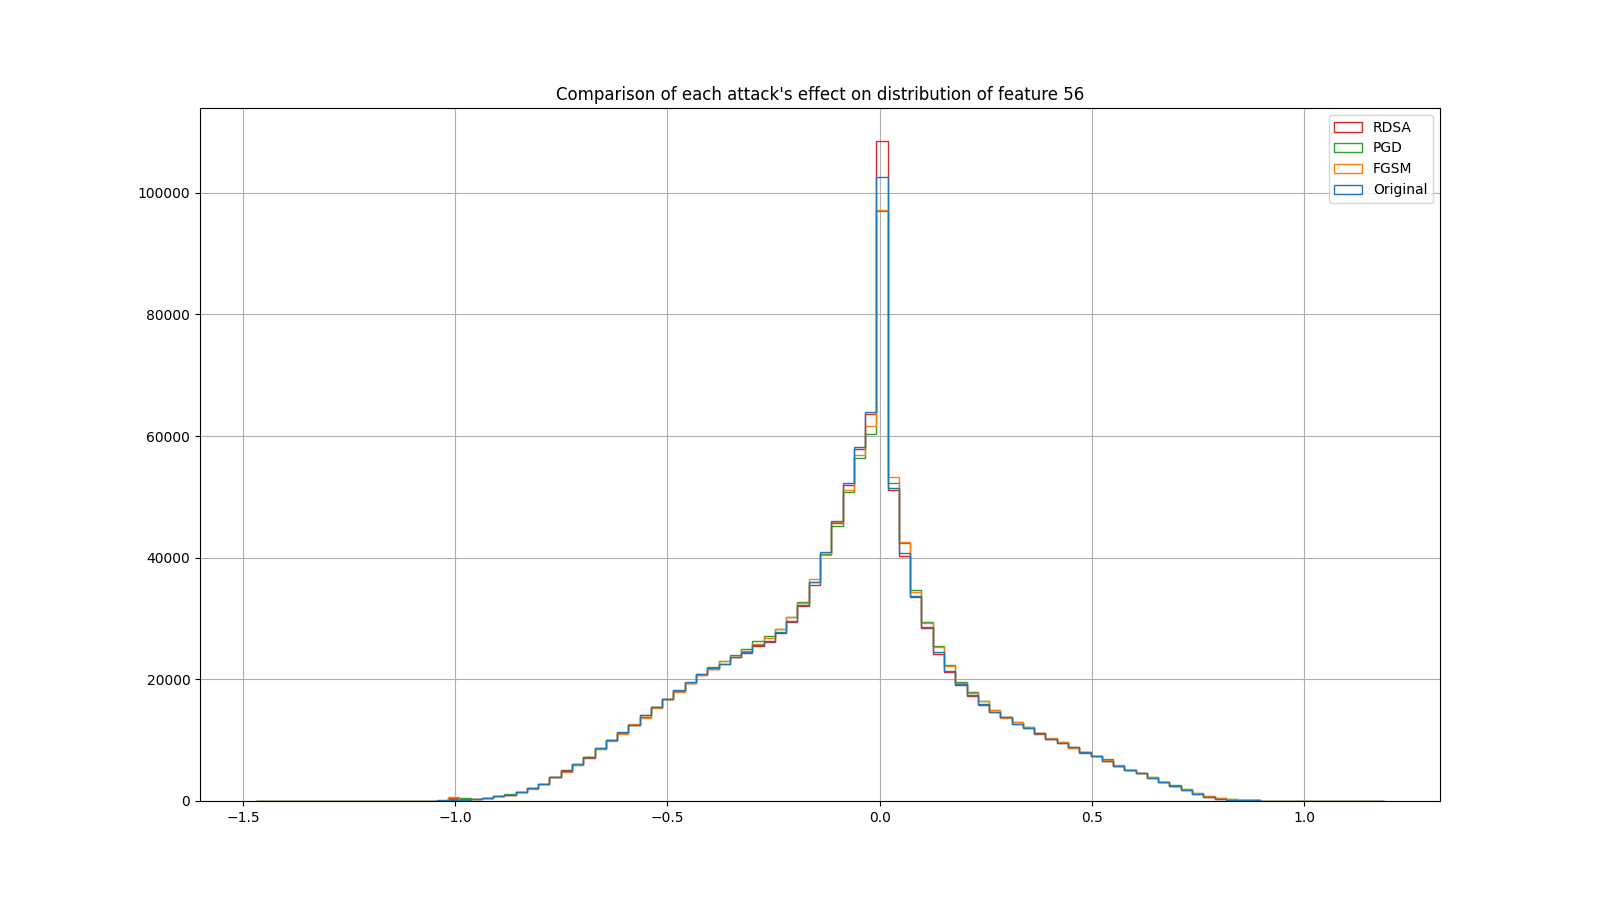 Comparison of each attack's effect on distribution of feature 56
RDSA
PGD
FGSM
Original
100000
80000
60000
40000
20000
0
−1.5
−1.0
−0.5
0.0
0.5
1.0